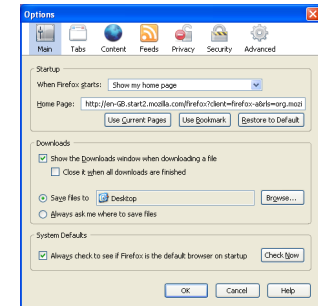 Options
Main Tabs Content Feeds Privacy Security Advanced
Startup
When Firefox starts: Show my home page
Home Page: http://en-GB.start2.mozilla.com/firefox?client=firefox-a&rls=org.mozi
Use Current Pages Use Bookmark Restore to Default
Downloads
Show the Downloads window when downloading a file
Close it when all downloads are finished
Save files to Desktop Browse...
Always ask me where to save files
System Defaults
Always check to see if Firefox is the default browser on startup Check Now
OK Cancel Help